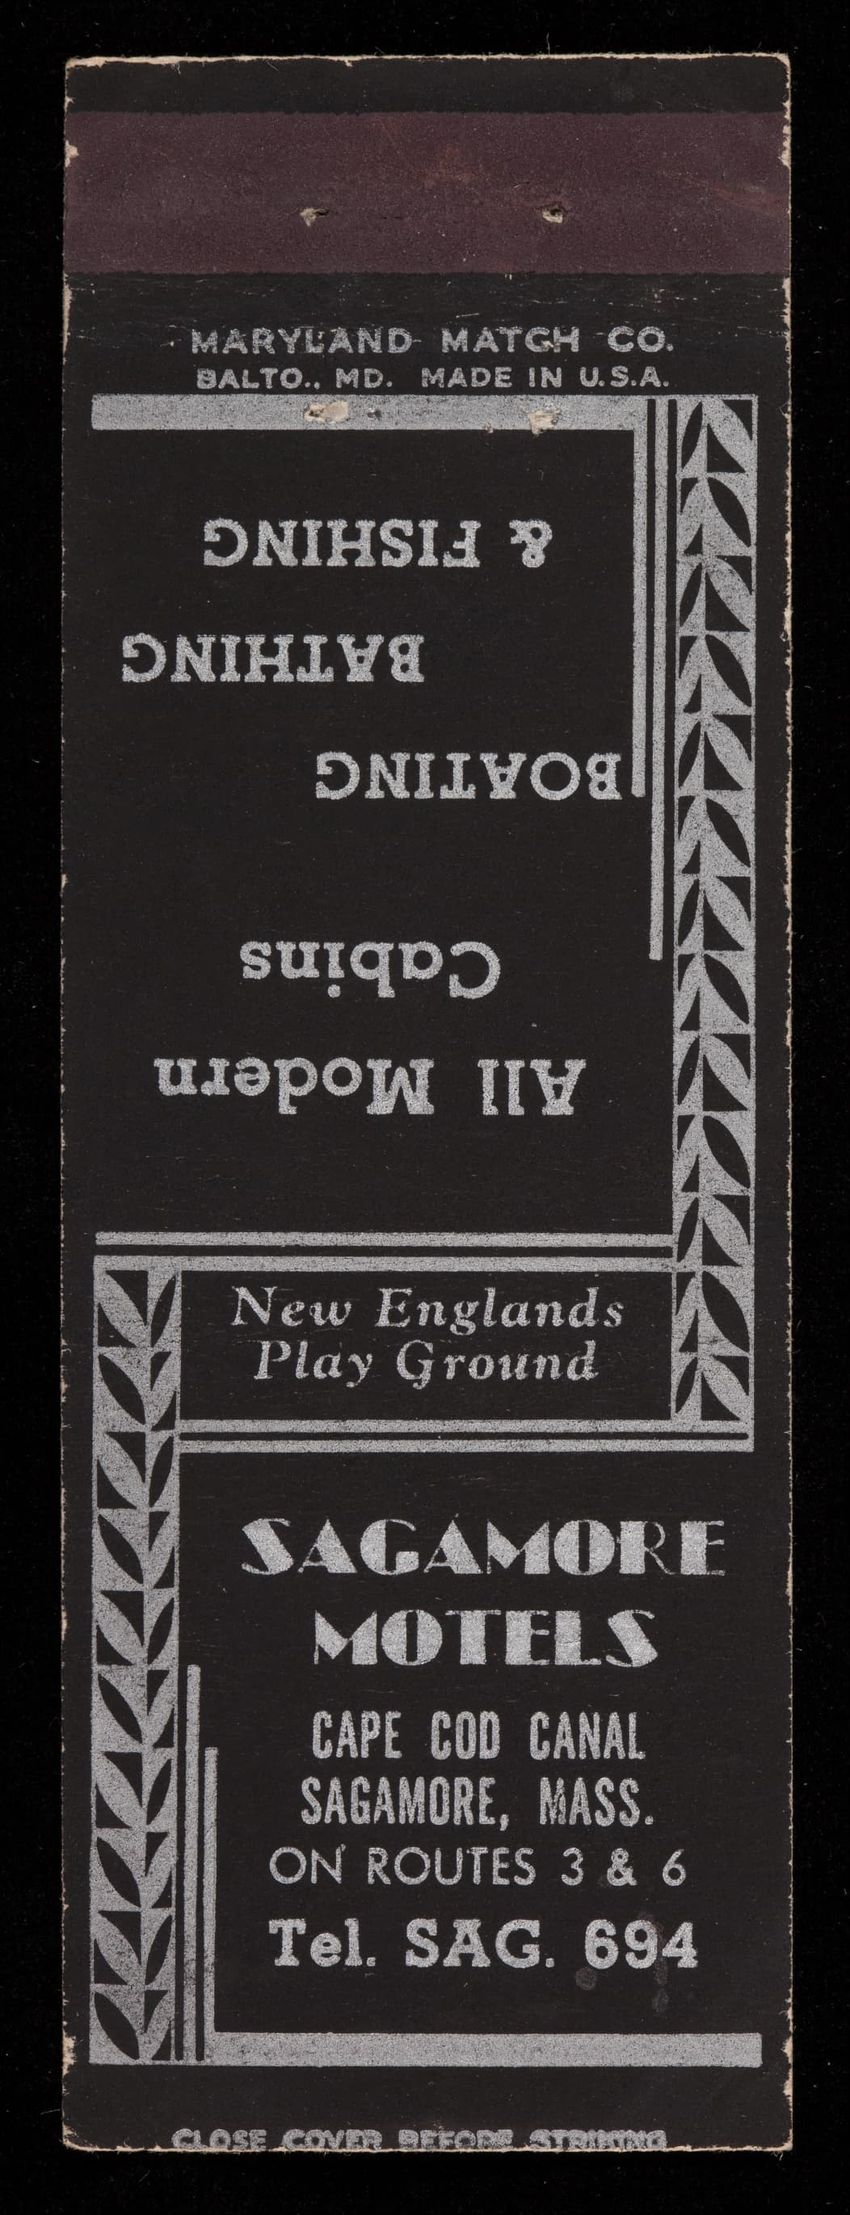 MARYLAND MATCH CO.
BALTO., MD. MADE IN U.S.A.
All Modern
Cabins
BOATING
BATHING
& FISHING
New Englands
Play Ground
SAGAMORE
MOTELS
CAPE COD CANAL
SAGAMORE, MASS.
ON ROUTES 3 & 6
Tel. SAG. 694
CLOSE COVER BEFORE STRIKING